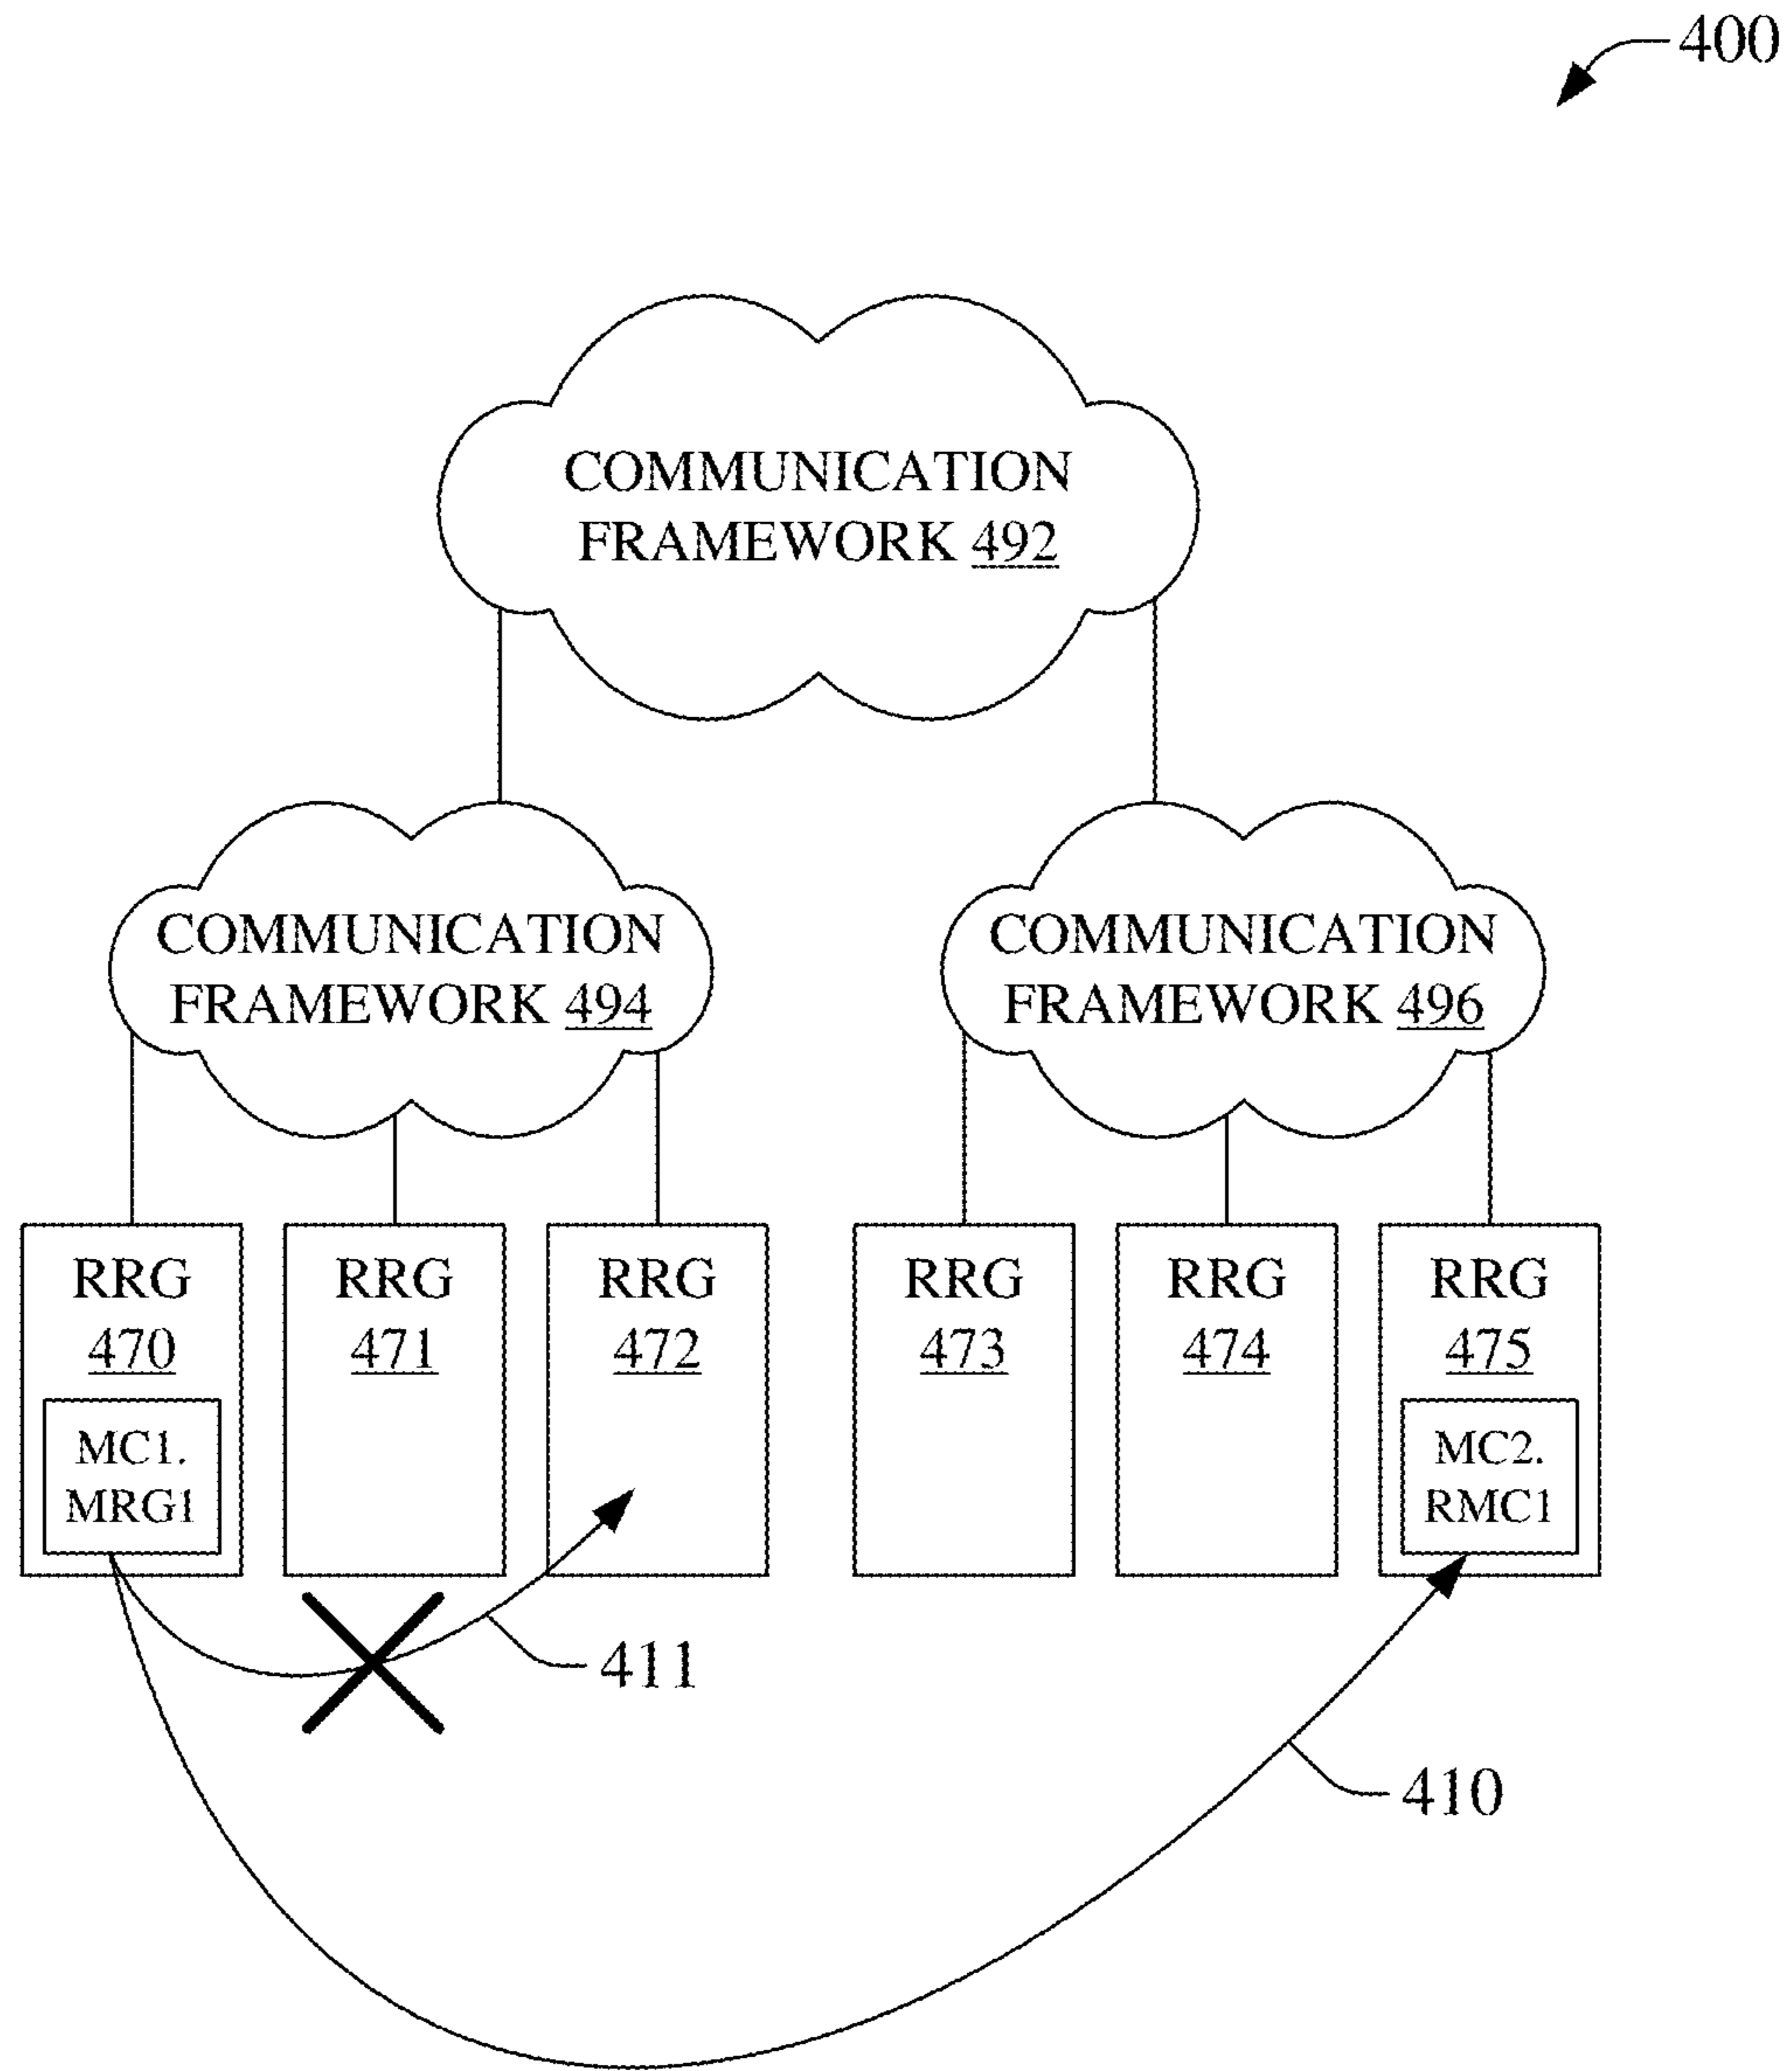 400
COMMUNICATION
FRAMEWORK 492
COMMUNICATION
FRAMEWORK 494
COMMUNICATION
FRAMEWORK 496
RRG
470
MC1.
MRG1
RRG
471
RRG
472
RRG
473
RRG
474
RRG
475
MC2.
RMC1
411
410